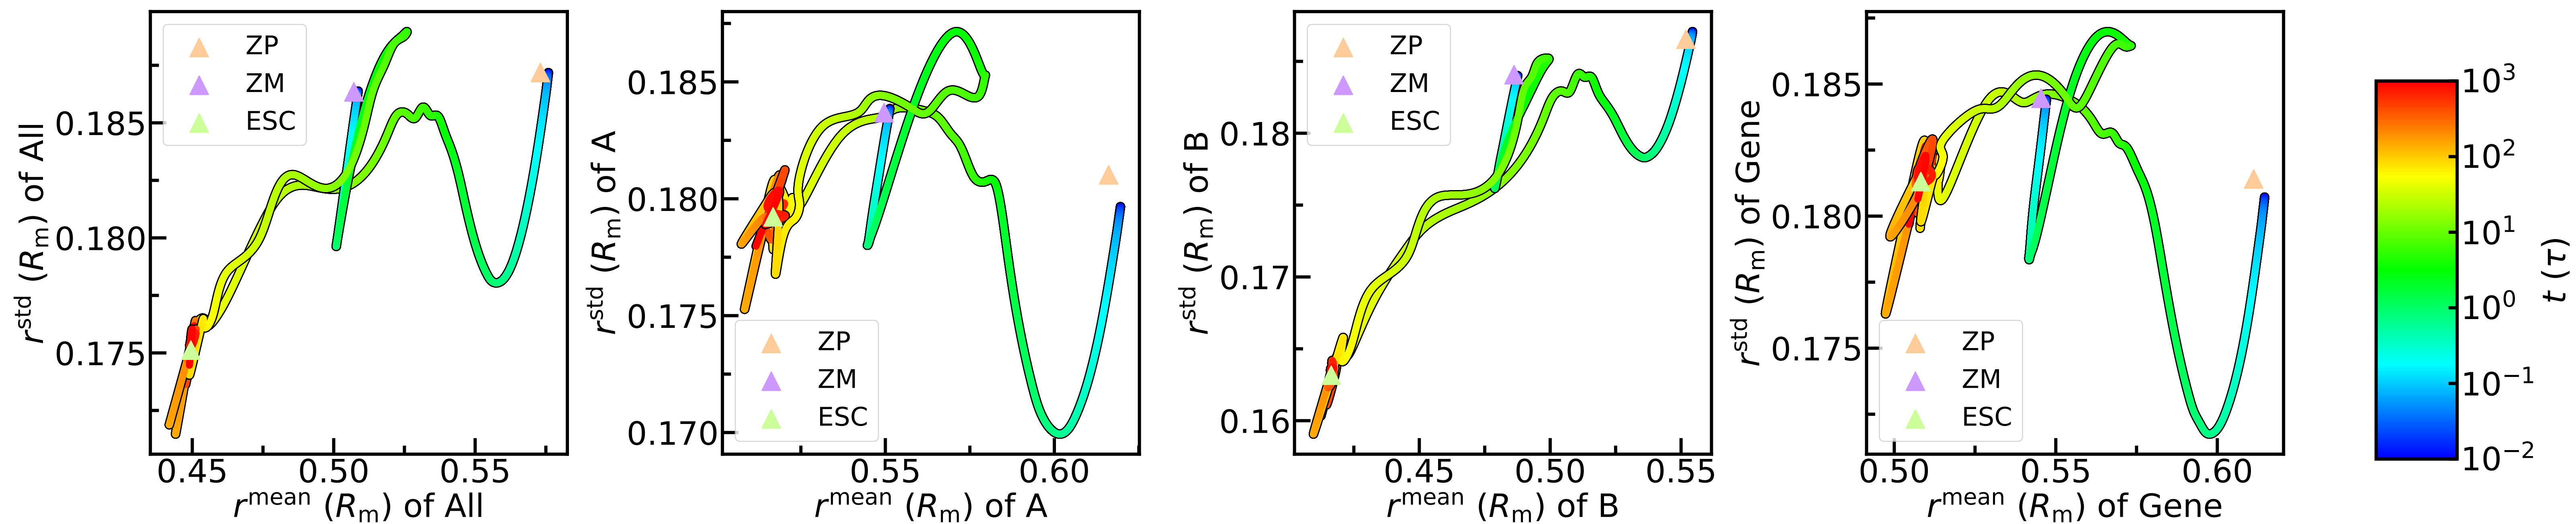 ZP
ZM
ESC
0.185
0.180
0.175
0.45
0.50
0.55
r^std (R_m) of All
r^mean (R_m) of All
0.185
0.180
0.175
0.170
ZP
ZM
ESC
0.55
0.60
r^std (R_m) of A
r^mean (R_m) of A
ZP
ZM
ESC
0.18
0.17
0.16
0.45
0.50
0.55
r^std (R_m) of B
r^mean (R_m) of B
0.185
0.180
0.175
ZP
ZM
ESC
0.50
0.55
0.60
r^std (R_m) of Gene
r^mean (R_m) of Gene
10^3
10^2
10^1
10^0
10^−1
10^−2
t (τ)